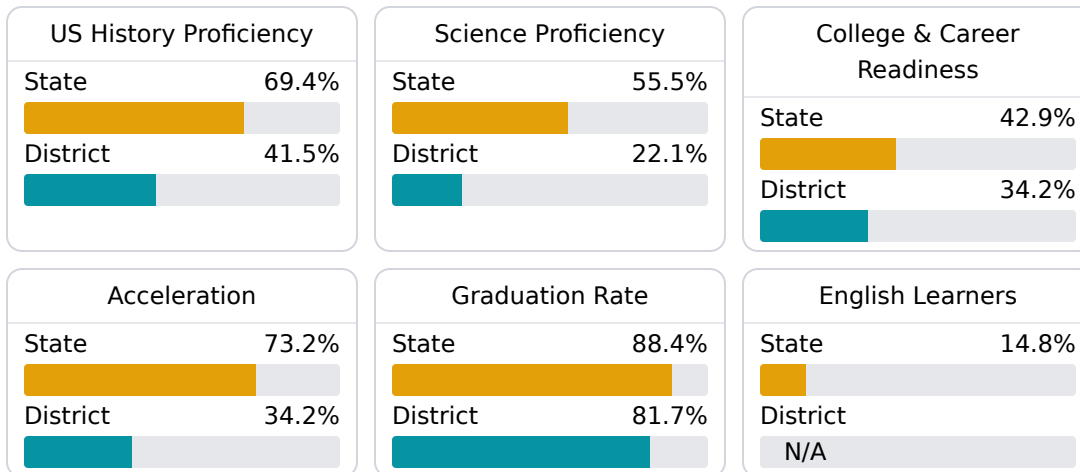 US History Proficiency
State 69.4%
District 41.5%
Science Proficiency
State 55.5%
District 22.1%
College & Career
Readiness
State 42.9%
District 34.2%
Acceleration
State 73.2%
District 34.2%
Graduation Rate
State 88.4%
District 81.7%
English Learners
State 14.8%
District
N/A